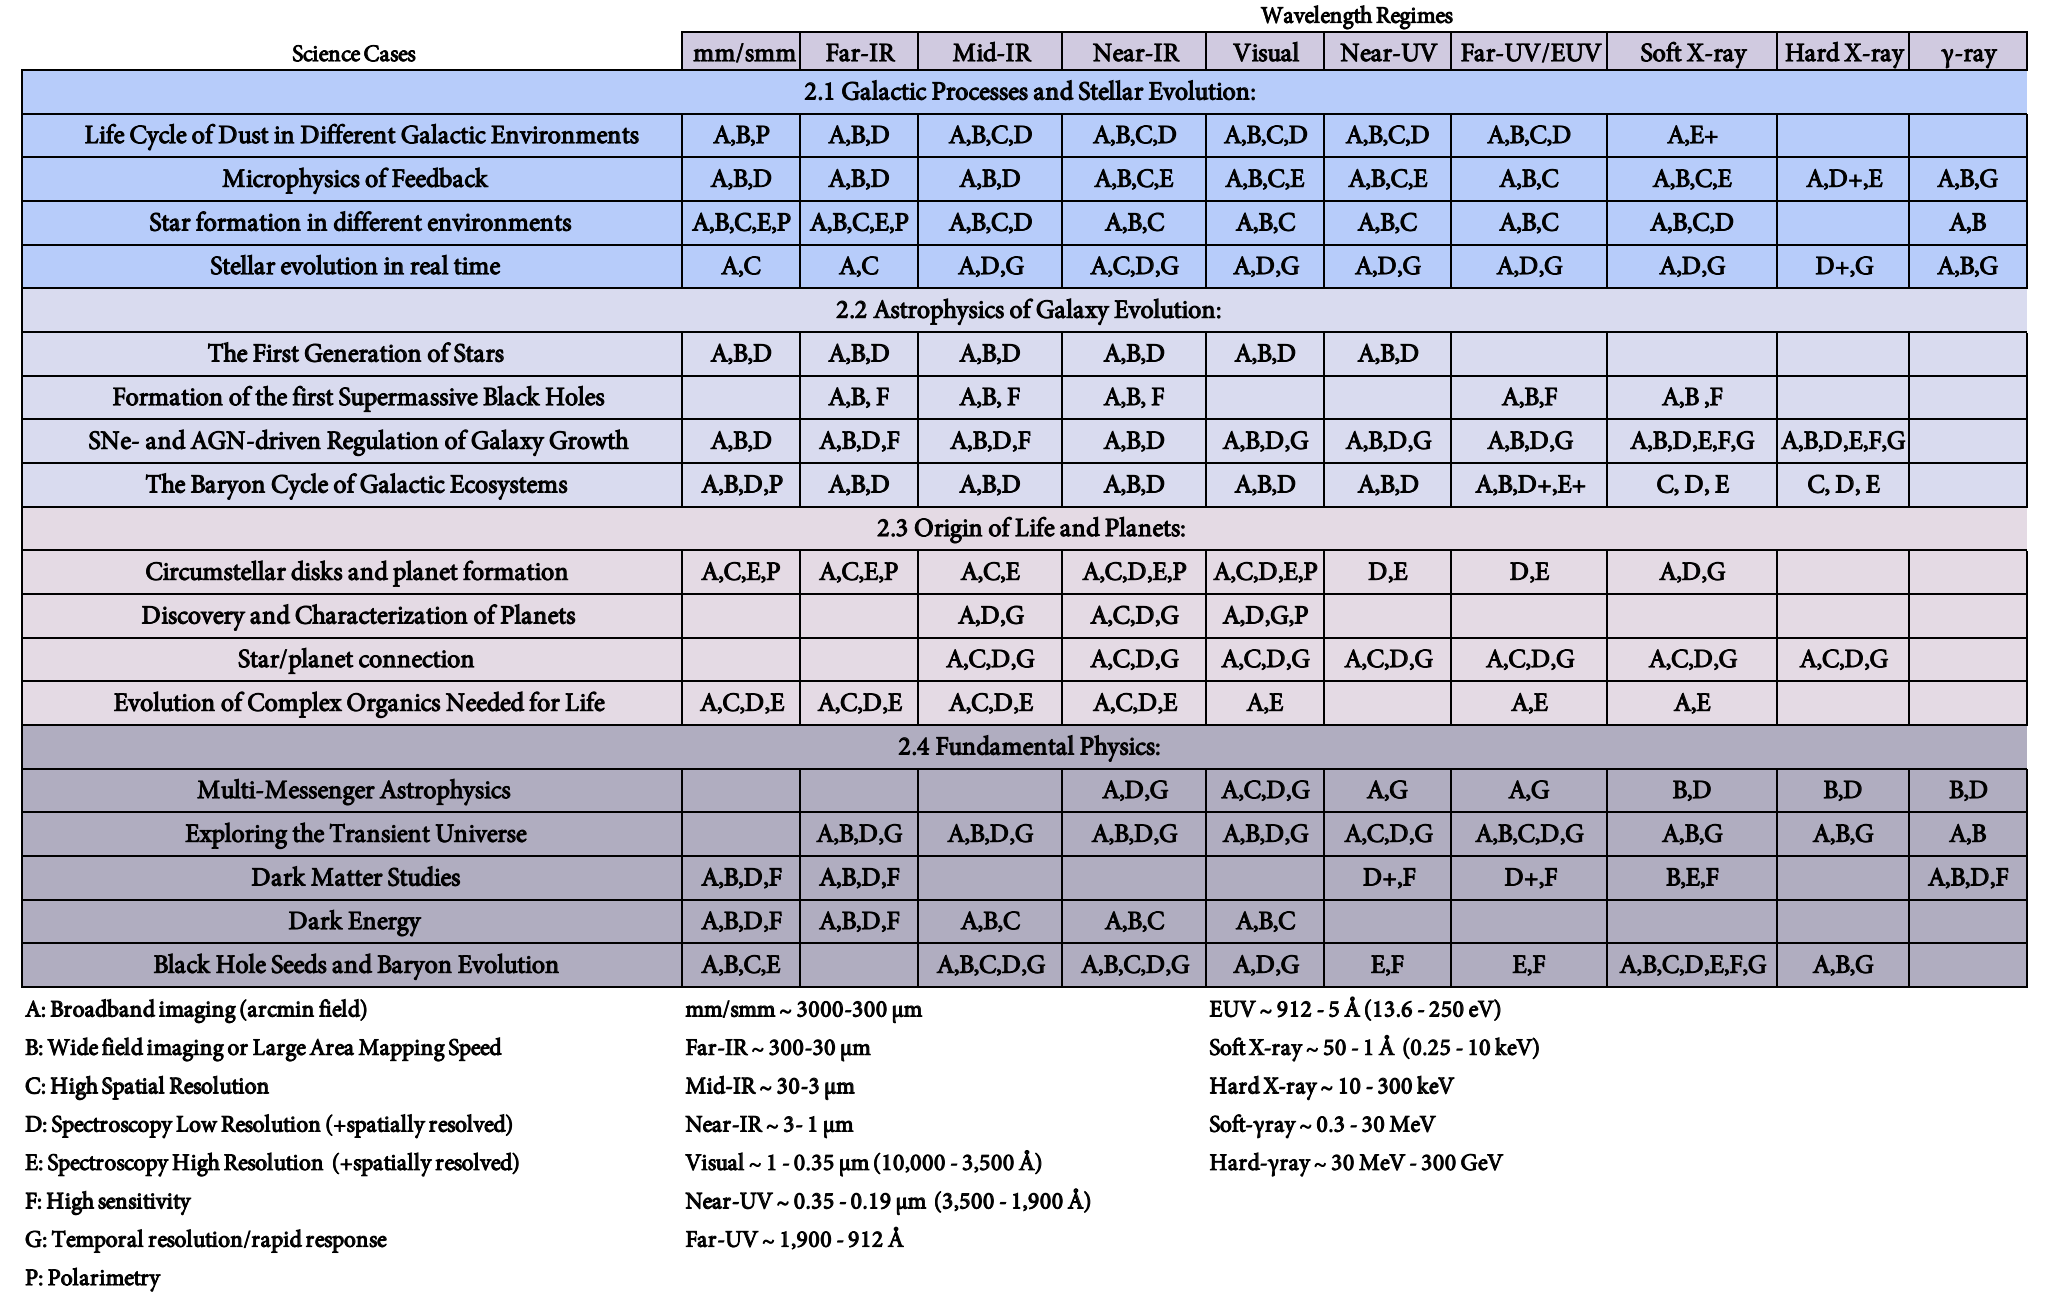 Wavelength Regimes
Science Cases mm/smm Far-IR Mid-IR Near-IR Visual Near-UV Far-UV/EUV Soft X-ray Hard X-ray γ-ray
2.1 Galactic Processes and Stellar Evolution:
Life Cycle of Dust in Different Galactic Environments A,B,P A,B,D A,B,C,D A,B,C,D A,B,C,D A,B,C,D A,B,C,D A,E+
Microphysics of Feedback A,B,D A,B,D A,B,D A,B,C,E A,B,C,E A,B,C,E A,B,C A,B,C,E A,D+,E A,B,G
Star formation in different environments A,B,C,E,P A,B,C,E,P A,B,C,D A,B,C A,B,C A,B,C A,B,C A,B,C,D A,B
Stellar evolution in real time A,C A,C A,D,G A,C,D,G A,D,G A,D,G A,D,G A,D,G D+,G A,B,G
2.2 Astrophysics of Galaxy Evolution:
The First Generation of Stars A,B,D A,B,D A,B,D A,B,D A,B,D A,B,D
Formation of the first Supermassive Black Holes A,B, F A,B, F A,B, F A,B,F A,B ,F
SNe- and AGN-driven Regulation of Galaxy Growth A,B,D A,B,D,F A,B,D,F A,B,D A,B,D,G A,B,D,G A,B,D,G A,B,D,E,F,G A,B,D,E,F,G
The Baryon Cycle of Galactic Ecosystems A,B,D,P A,B,D A,B,D A,B,D A,B,D A,B,D A,B,D+,E+ C, D, E C, D, E
2.3 Origin of Life and Planets:
Circumstellar disks and planet formation A,C,E,P A,C,E,P A,C,E A,C,D,E,P A,C,D,E,P D,E D,E A,D,G
Discovery and Characterization of Planets A,D,G A,C,D,G A,D,G,P
Star/planet connection A,C,D,G A,C,D,G A,C,D,G A,C,D,G A,C,D,G A,C,D,G A,C,D,G
Evolution of Complex Organics Needed for Life A,C,D,E A,C,D,E A,C,D,E A,C,D,E A,E A,E A,E
2.4 Fundamental Physics:
Multi-Messenger Astrophysics A,D,G A,C,D,G A,G A,G B,D B,D B,D
Exploring the Transient Universe A,B,D,G A,B,D,G A,B,D,G A,B,D,G A,C,D,G A,B,C,D,G A,B,G A,B,G A,B
Dark Matter Studies A,B,D,F A,B,D,F D+,F D+,F B,E,F A,B,D,F
Dark Energy A,B,D,F A,B,D,F A,B,C A,B,C A,B,C
Black Hole Seeds and Baryon Evolution A,B,C,E A,B,C,D,G A,B,C,D,G A,D,G E,F E,F A,B,C,D,E,F,G A,B,G
A: Broadband imaging (arcmin field) mm/smm ~ 3000-300 μm EUV ~ 912 - 5 Å (13.6 - 250 eV)
B: Wide field imaging or Large Area Mapping Speed Far-IR ~ 300-30 μm Soft X-ray ~ 50 - 1 Å (0.25 - 10 keV)
C: High Spatial Resolution Mid-IR ~ 30-3 μm Hard X-ray ~ 10 - 300 keV
D: Spectroscopy Low Resolution (+spatially resolved) Near-IR ~ 3- 1 μm Soft-γray ~ 0.3 - 30 MeV
E: Spectroscopy High Resolution (+spatially resolved) Visual ~ 1 - 0.35 μm (10,000 - 3,500 Å) Hard-γray ~ 30 MeV - 300 GeV
F: High sensitivity Near-UV ~ 0.35 - 0.19 μm (3,500 - 1,900 Å)
G: Temporal resolution/rapid response Far-UV ~ 1,900 - 912 Å
P: Polarimetry